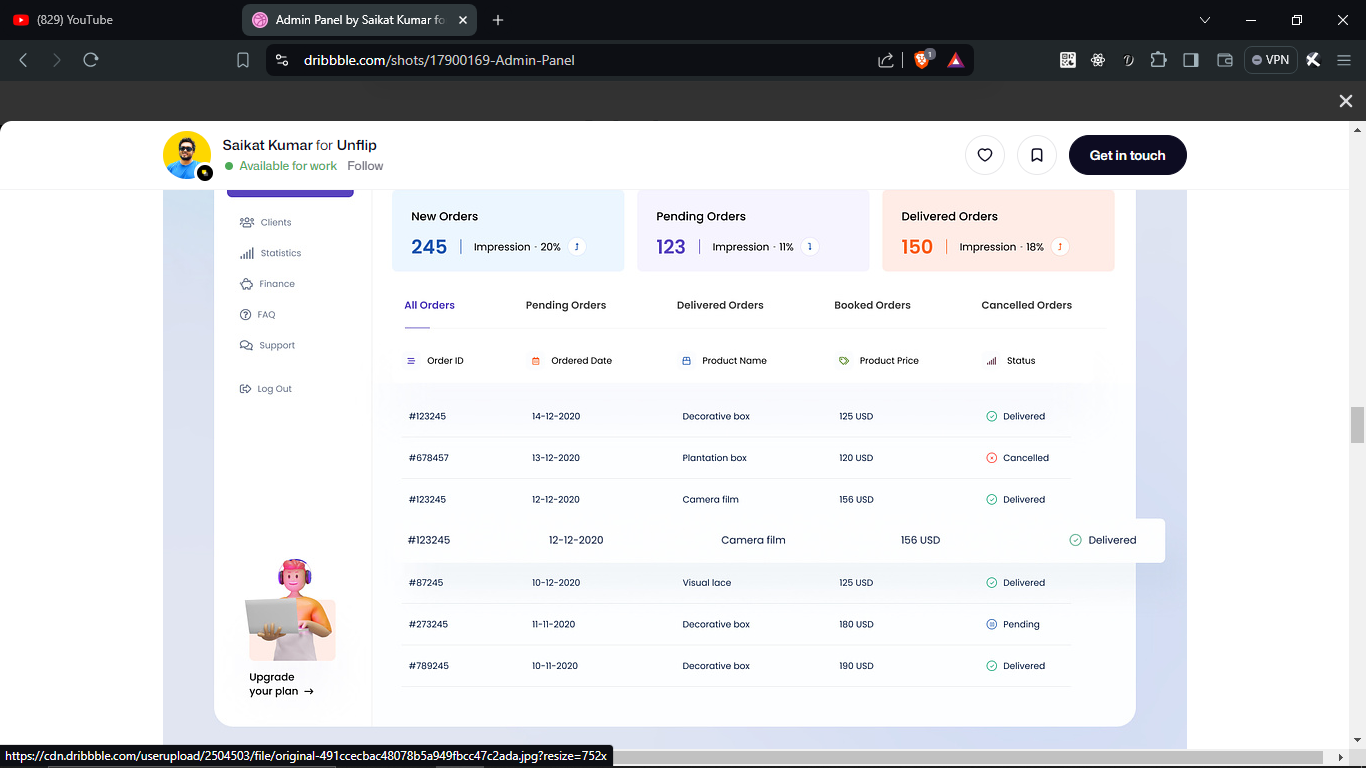 (829) YouTube
Admin Panel by Saikat Kumar fo
dribbble.com/shots/17900169-Admin-Panel
1
VPN
Saikat Kumar for Unflip
Available for work Follow
Get in touch
New Orders
245 Impression · 20%
Pending Orders
123 Impression · 11%
Delivered Orders
150 Impression · 18%
Clients
Statistics
Finance
FAQ
Support
Log Out
Upgrade
your plan →
All Orders Pending Orders Delivered Orders Booked Orders Cancelled Orders
Order ID Ordered Date Product Name Product Price Status
#123245 14-12-2020 Decorative box 125 USD Delivered
#678457 13-12-2020 Plantation box 120 USD Cancelled
#123245 12-12-2020 Camera film 156 USD Delivered
#123245 12-12-2020 Camera film 156 USD Delivered
#87245 10-12-2020 Visual lace 125 USD Delivered
#273245 11-11-2020 Decorative box 180 USD Pending
#789245 10-11-2020 Decorative box 190 USD Delivered
https://cdn.dribbble.com/userupload/2504503/file/original-491ccecbac48078b5a949fbcc47c2ada.jpg?resize=752x